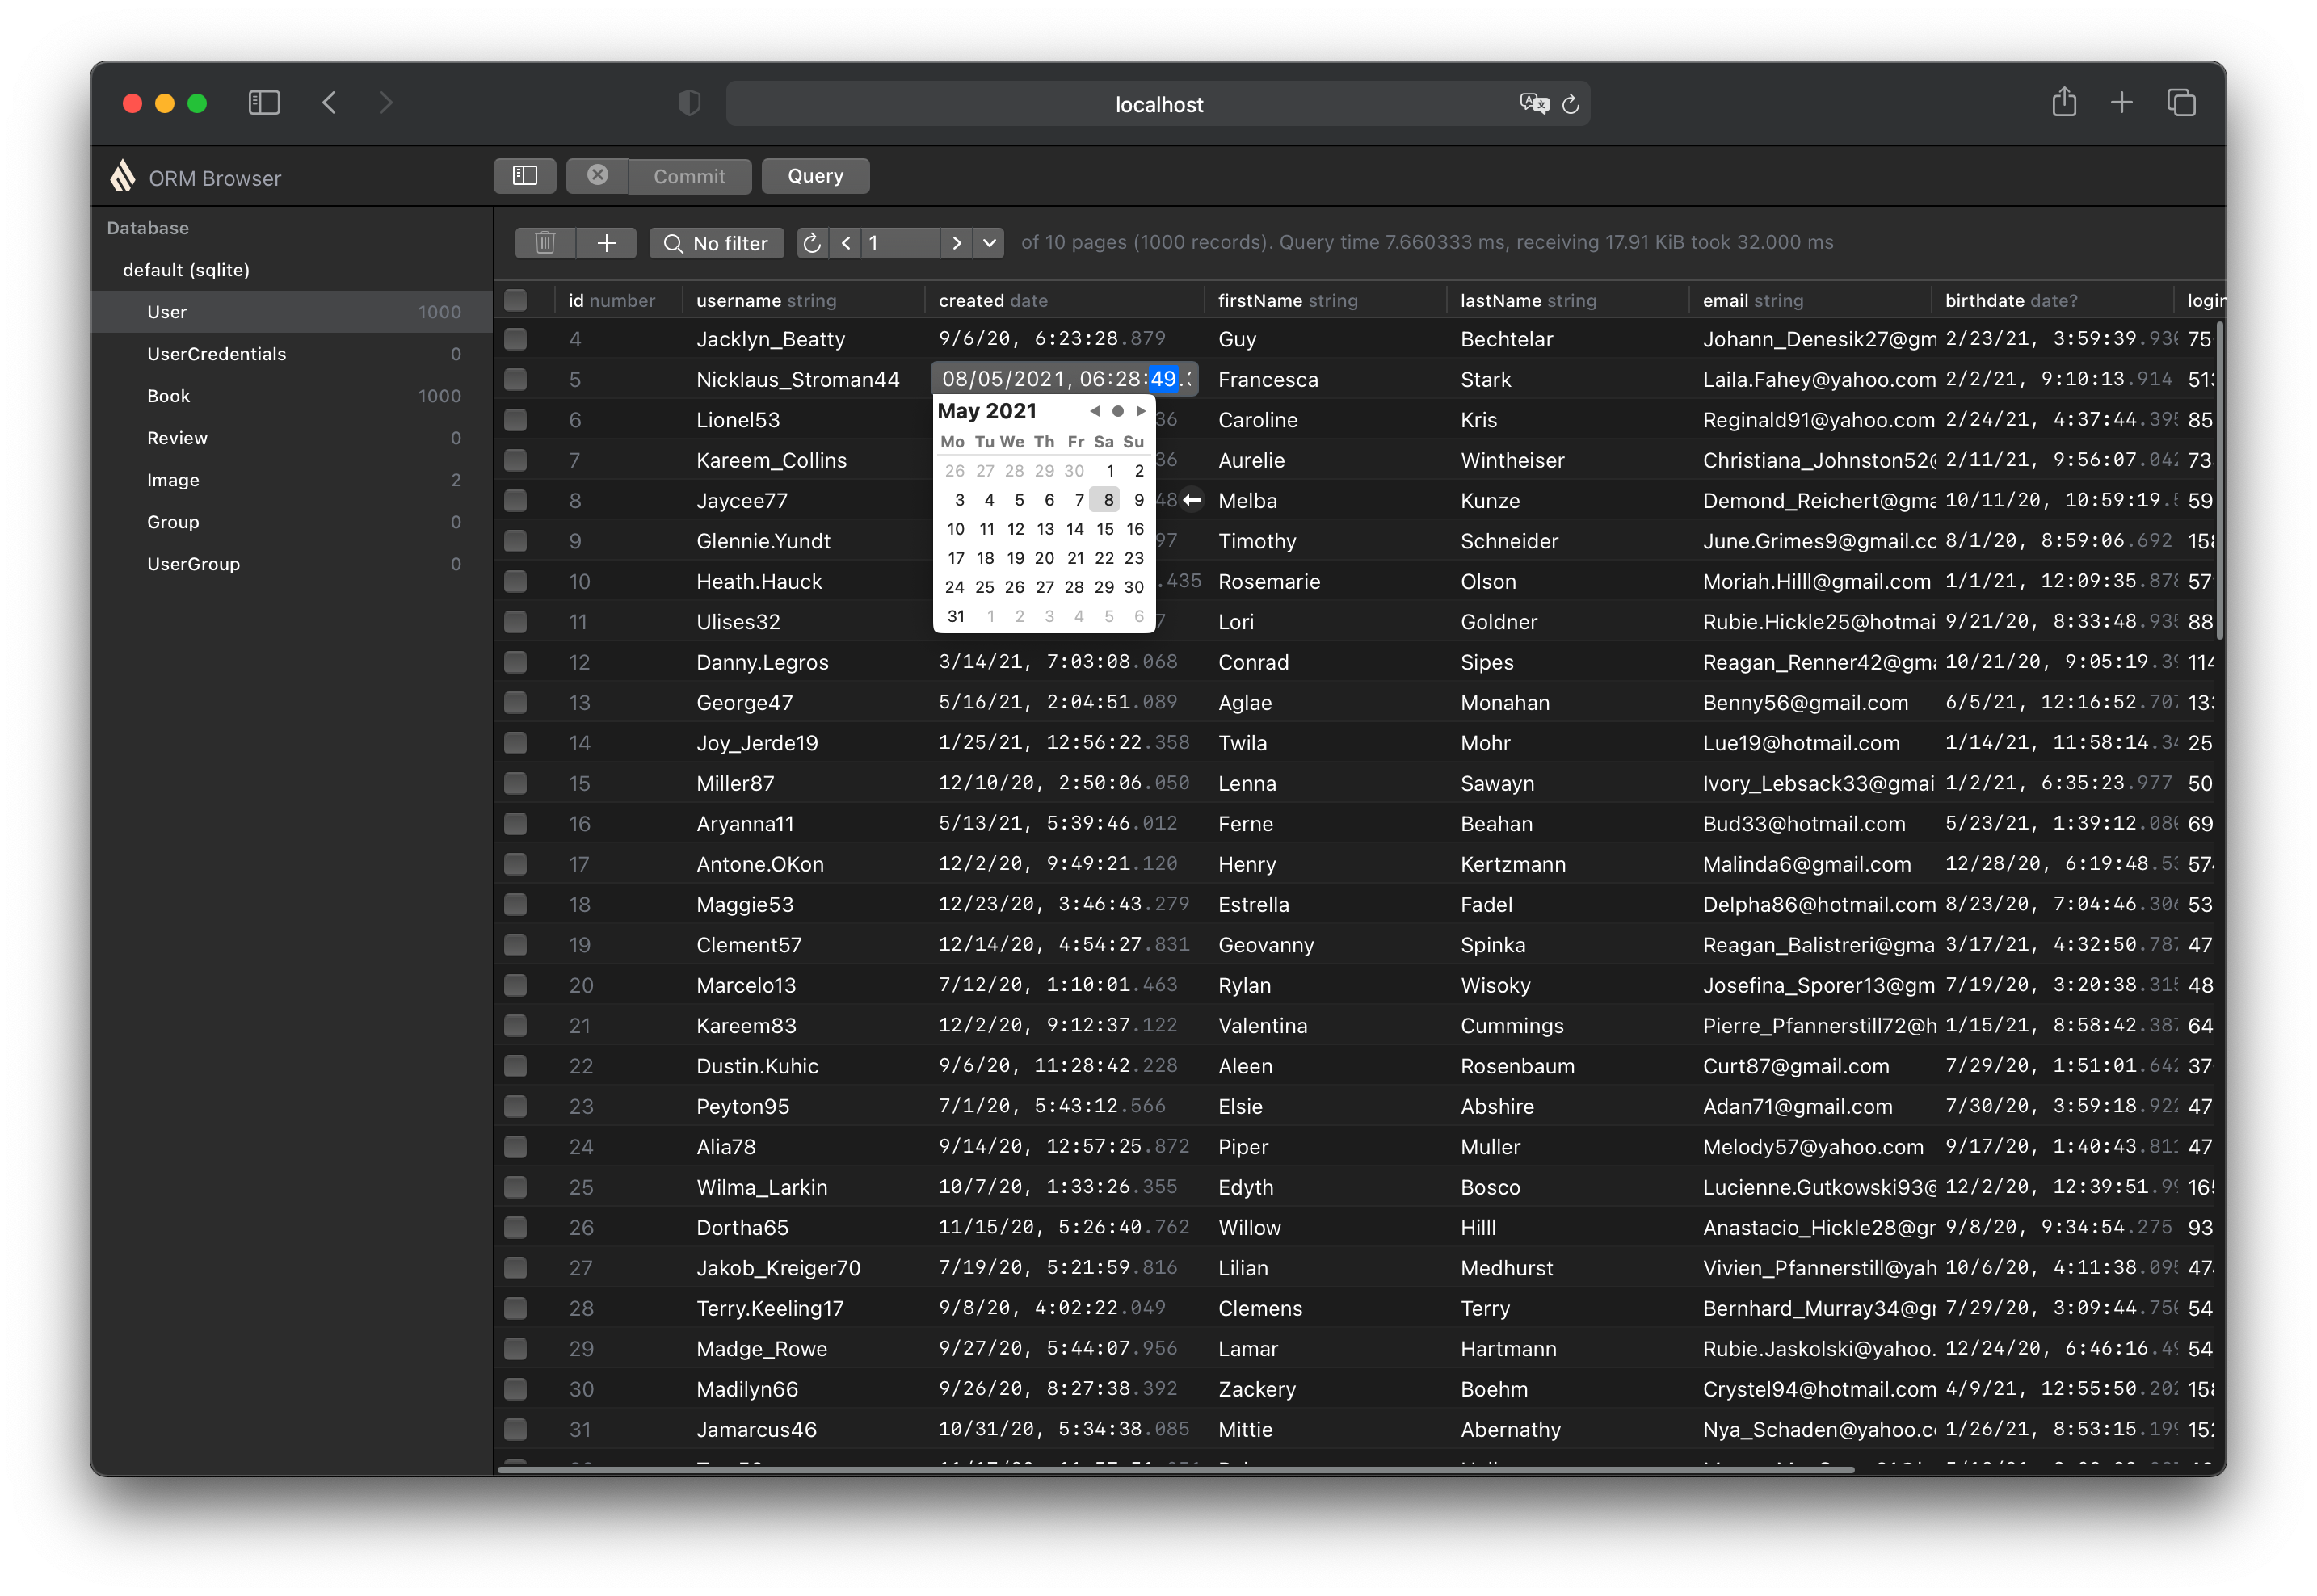 localhost
ORM Browser
Commit
Query
Database
default (sqlite)
User 1000
UserCredentials 0
Book 1000
Review 0
Image 2
Group 0
UserGroup 0
No filter 1 of 10 pages (1000 records). Query time 7.660333 ms, receiving 17.91 KiB took 32.000 ms
id number username string created date firstName string lastName string email string birthdate date? login
4 Jacklyn_Beatty 9/6/20, 6:23:28.879 Guy Bechtelar Johann_Denesik27@gm 2/23/21, 3:59:39.93 75
5 Nicklaus_Stroman44 08/05/2021, 06:28:49. Francesca Stark Laila.Fahey@yahoo.com 2/2/21, 9:10:13.914 51
6 Lionel53 36 Caroline Kris Reginald91@yahoo.com 2/24/21, 4:37:44.39 85
7 Kareem_Collins 36 Aurelie Wintheiser Christiana_Johnston52 2/11/21, 9:56:07.04 73
8 Jaycee77 48 Melba Kunze Demond_Reichert@gma 10/11/20, 10:59:19. 59
9 Glennie.Yundt 97 Timothy Schneider June.Grimes9@gmail.co 8/1/20, 8:59:06.692 15
10 Heath.Hauck .435 Rosemarie Olson Moriah.Hilll@gmail.com 1/1/21, 12:09:35.87 57
11 Ulises32 7 Lori Goldner Rubie.Hickle25@hotmai 9/21/20, 8:33:48.93 88
May 2021
Mo Tu We Th Fr Sa Su
26 27 28 29 30 1 2
3 4 5 6 7 8 9
10 11 12 13 14 15 16
17 18 19 20 21 22 23
24 25 26 27 28 29 30
31 1 2 3 4 5 6
12 Danny.Legros 3/14/21, 7:03:08.068 Conrad Sipes Reagan_Renner42@gma 10/21/20, 9:05:19.3 114
13 George47 5/16/21, 2:04:51.089 Aglae Monahan Benny56@gmail.com 6/5/21, 12:16:52.70 13
14 Joy_Jerde19 1/25/21, 12:56:22.358 Twila Mohr Lue19@hotmail.com 1/14/21, 11:58:14.3 25
15 Miller87 12/10/20, 2:50:06.050 Lenna Sawayn Ivory_Lebsack33@gmai 1/2/21, 6:35:23.977 50
16 Aryanna11 5/13/21, 5:39:46.012 Ferne Beahan Bud33@hotmail.com 5/23/21, 1:39:12.08 69
17 Antone.OKon 12/2/20, 9:49:21.120 Henry Kertzmann Malinda6@gmail.com 12/28/20, 6:19:48.5 57
18 Maggie53 12/23/20, 3:46:43.279 Estrella Fadel Delpha86@hotmail.com 8/23/20, 7:04:46.30 53
19 Clement57 12/14/20, 4:54:27.831 Geovanny Spinka Reagan_Balistreri@gma 3/17/21, 4:32:50.78 47
20 Marcelo13 7/12/20, 1:10:01.463 Rylan Wisoky Josefina_Sporer13@gm 7/19/20, 3:20:38.31 48
21 Kareem83 12/2/20, 9:12:37.122 Valentina Cummings Pierre_Pfannerstill72@h 1/15/21, 8:58:42.38 64
22 Dustin.Kuhic 9/6/20, 11:28:42.228 Aleen Rosenbaum Curt87@gmail.com 7/29/20, 1:51:01.64 37
23 Peyton95 7/1/20, 5:43:12.566 Elsie Abshire Adan71@gmail.com 7/30/20, 3:59:18.92 47
24 Alia78 9/14/20, 12:57:25.872 Piper Muller Melody57@yahoo.com 9/17/20, 1:40:43.81 47
25 Wilma_Larkin 10/7/20, 1:33:26.355 Edyth Bosco Lucienne.Gutkowski93@ 12/2/20, 12:39:51.9 16
26 Dortha65 11/15/20, 5:26:40.762 Willow Hilll Anastacio_Hickle28@g 9/8/20, 9:34:54.275 93
27 Jakob_Kreiger70 7/19/20, 5:21:59.816 Lilian Medhurst Vivien_Pfannerstill@yah 10/6/20, 4:11:38.09 47
28 Terry.Keeling17 9/8/20, 4:02:22.049 Clemens Terry Bernhard_Murray34@g 7/29/20, 3:09:44.75 54
29 Madge_Rowe 9/27/20, 5:44:07.956 Lamar Hartmann Rubie.Jaskolski@yahoo. 12/24/20, 6:46:16.4 54
30 Madilyn66 9/26/20, 8:27:38.392 Zackery Boehm Crystel94@hotmail.com 4/9/21, 12:55:50.20 15
31 Jamarcus46 10/31/20, 5:34:38.085 Mittie Abernathy Nya_Schaden@yahoo.c 1/26/21, 8:53:15.19 15